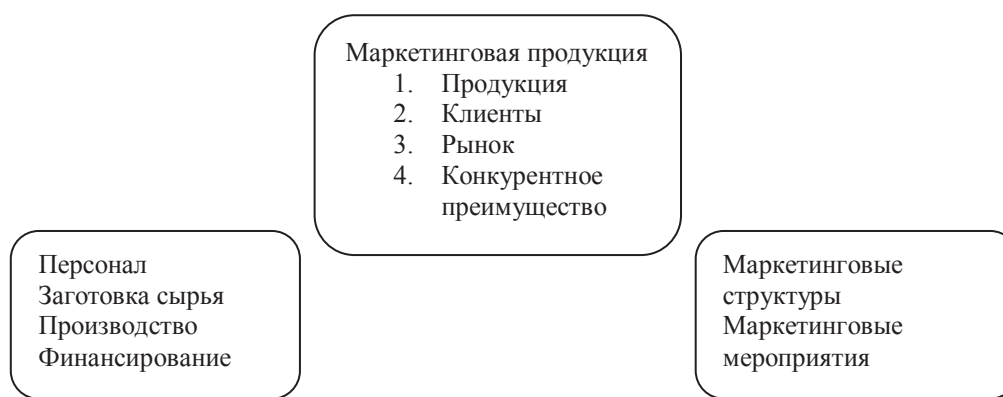 Маркетинговая продукция
1. Продукция
2. Клиенты
3. Рынок
4. Конкурентное
преимущество
Персонал
Заготовка сырья
Производство
Финансирование
Маркетинговые
структуры
Маркетинговые
мероприятия